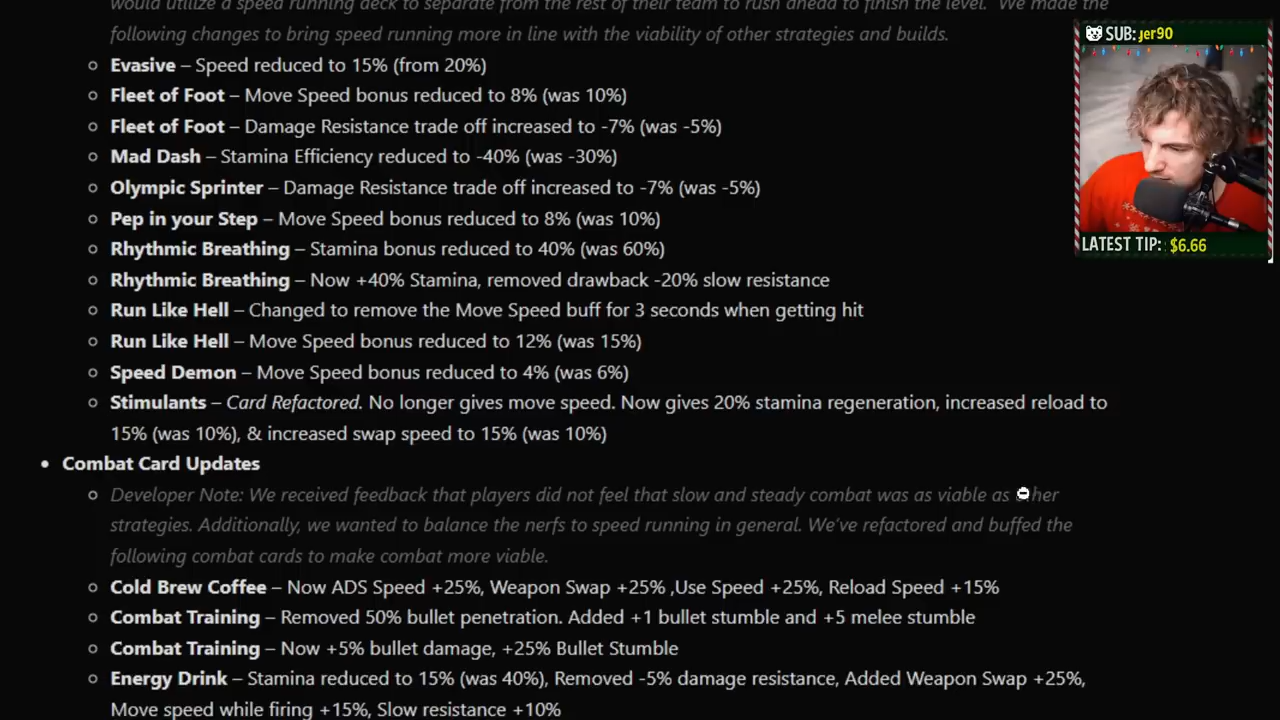 would utilize a speed running deck to separate from the rest of their team to rush ahead to finish the level. We made the
following changes to bring speed running more in line with the viability of other strategies and builds.
Evasive – Speed reduced to 15% (from 20%)
Fleet of Foot – Move Speed bonus reduced to 8% (was 10%)
Fleet of Foot – Damage Resistance trade off increased to -7% (was -5%)
Mad Dash – Stamina Efficiency reduced to -40% (was -30%)
Olympic Sprinter – Damage Resistance trade off increased to -7% (was -5%)
Pep in your Step – Move Speed bonus reduced to 8% (was 10%)
Rhythmic Breathing – Stamina bonus reduced to 40% (was 60%)
Rhythmic Breathing – Now +40% Stamina, removed drawback -20% slow resistance
Run Like Hell – Changed to remove the Move Speed buff for 3 seconds when getting hit
Run Like Hell – Move Speed bonus reduced to 12% (was 15%)
Speed Demon – Move Speed bonus reduced to 4% (was 6%)
Stimulants – Card Refactored. No longer gives move speed. Now gives 20% stamina regeneration, increased reload to
15% (was 10%), & increased swap speed to 15% (was 10%)
Combat Card Updates
Developer Note: We received feedback that players did not feel that slow and steady combat was as viable as
strategies. Additionally, we wanted to balance the nerfs to speed running in general. We've refactored and buffed the
following combat cards to make combat more viable.
Cold Brew Coffee – Now ADS Speed +25%, Weapon Swap +25% ,Use Speed +25%, Reload Speed +15%
Combat Training – Removed 50% bullet penetration. Added +1 bullet stumble and +5 melee stumble
Combat Training – Now +5% bullet damage, +25% Bullet Stumble
Energy Drink – Stamina reduced to 15% (was 40%), Removed -5% damage resistance, Added Weapon Swap +25%,
Move speed while firing +15%, Slow resistance +10%
SUB: yer90
LATEST TIP: $6.66